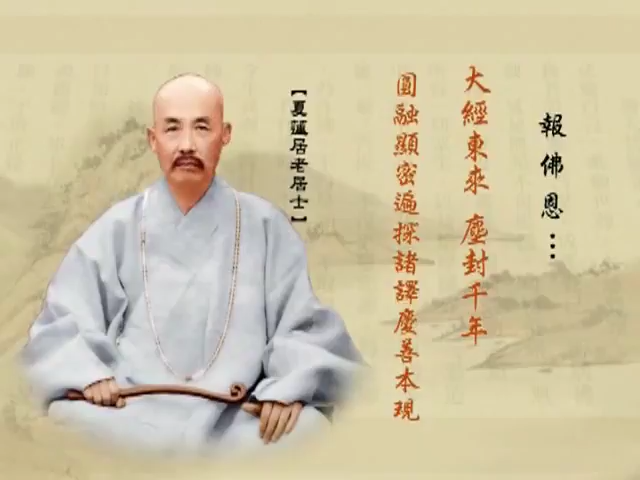 報佛恩…
大經東來 塵封千年
圓融顯密遍探諸譯慶善本現
【夏蓮居老居士】